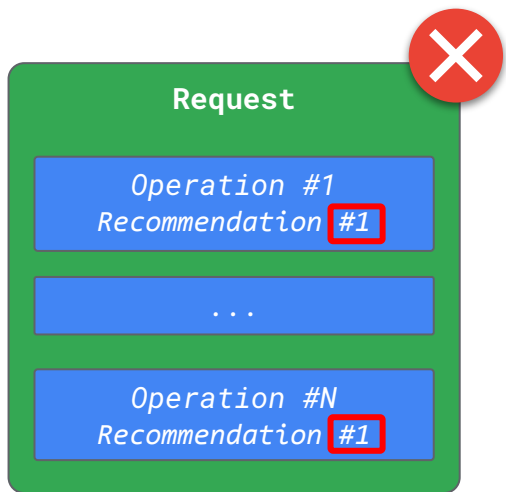 Request
Operation #1
Recommendation #1
...
Operation #N
Recommendation #1